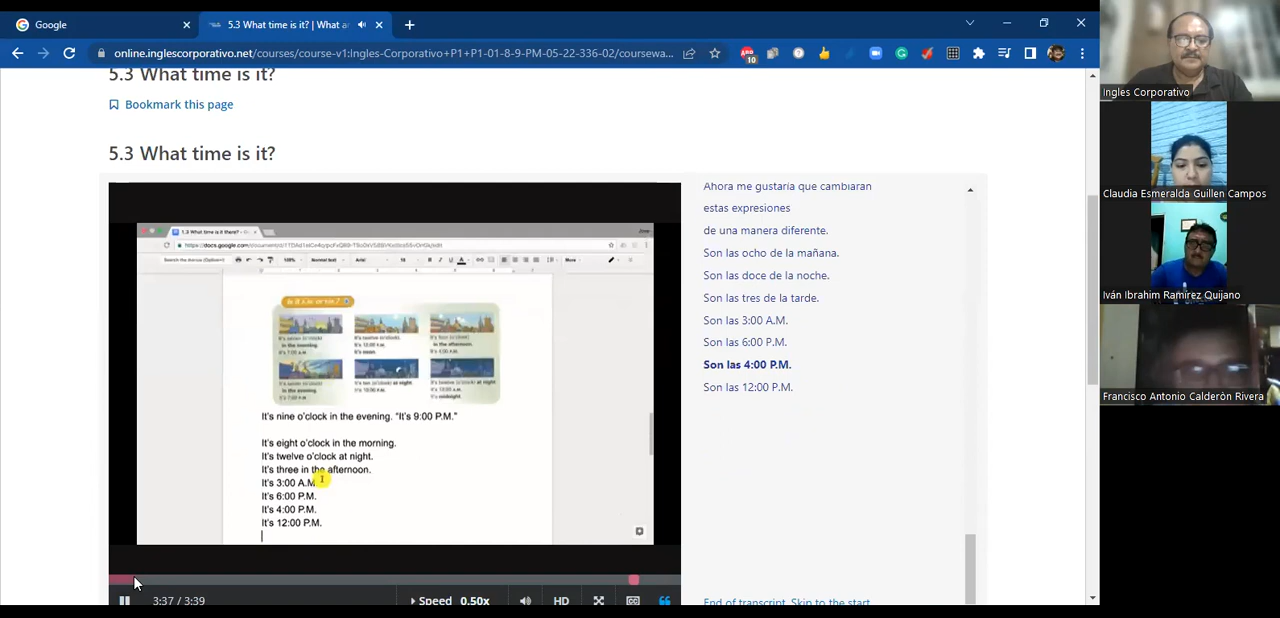 Google
5.3 What time is it? | What a
online.inglescorporativo.net/courses/course-v1:Ingles-Corporativo+P1+P1-01-8-9-PM-05-22-336-02/coursewa...
10
5.3 What time is it?
Bookmark this page
5.3 What time is it?
It's nine o'clock in the evening. "It's 9:00 P.M."
It's eight o'clock in the morning.
It's twelve o'clock at night.
It's three in the afternoon.
It's 3:00 A.M.
It's 6:00 P.M.
It's 4:00 P.M.
It's 12:00 P.M.
3:37 / 3:39
Speed 0.50x
HD
Ahora me gustaría que cambiaran
estas expresiones
de una manera diferente.
Son las ocho de la mañana.
Son las doce de la noche.
Son las tres de la tarde.
Son las 3:00 A.M.
Son las 6:00 P.M.
Son las 4:00 P.M.
Son las 12:00 P.M.
End of transcript. Skip to the start.
Ingles Corporativo
Claudia Esmeralda Guillen Campos
Iván Ibrahim Ramírez Quijano
Francisco Antonio Calderòn Rivera